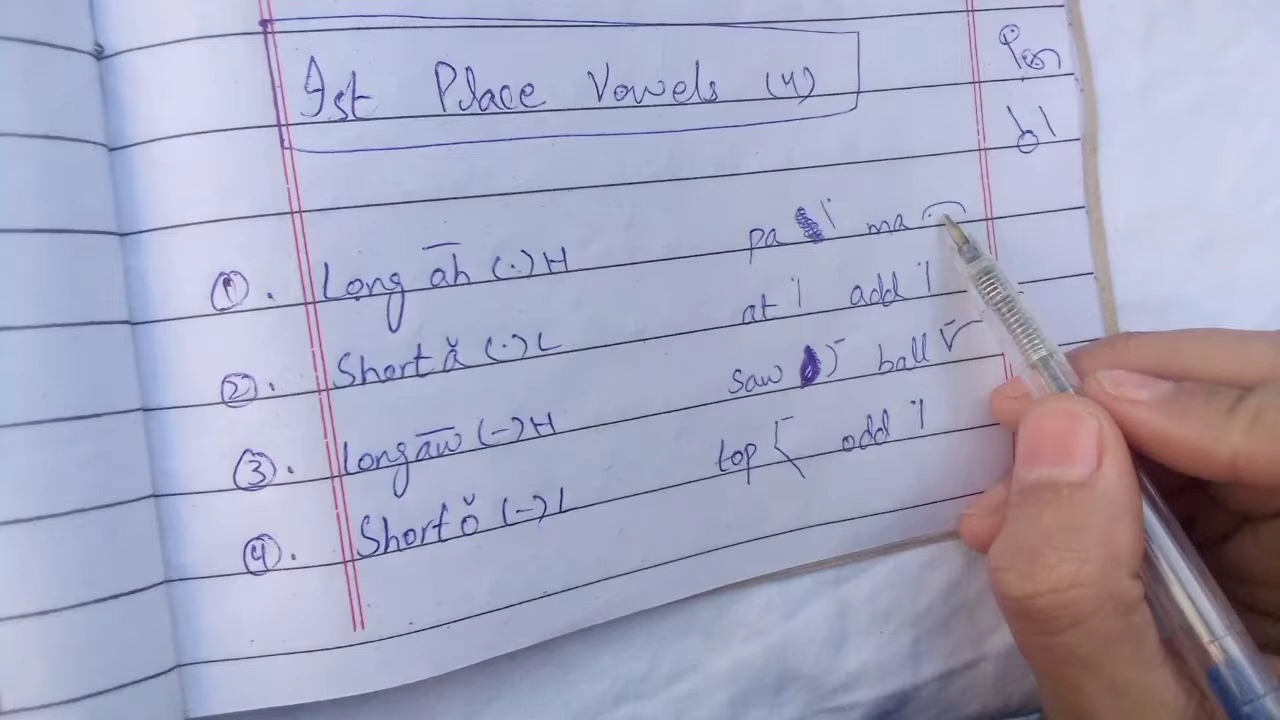 1st Place Vowels (4)
① . Long āh (·) H pa ma
② . Short ă (·) L at add
③ . Long āw (–) H saw ball
④ . Short ŏ (–) L top odd